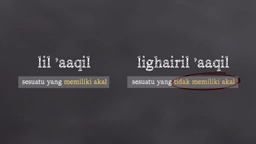 lil 'aaqil
sesuatu yang memiliki akal
lighairil 'aaqil
sesuatu yang tidak memiliki akal